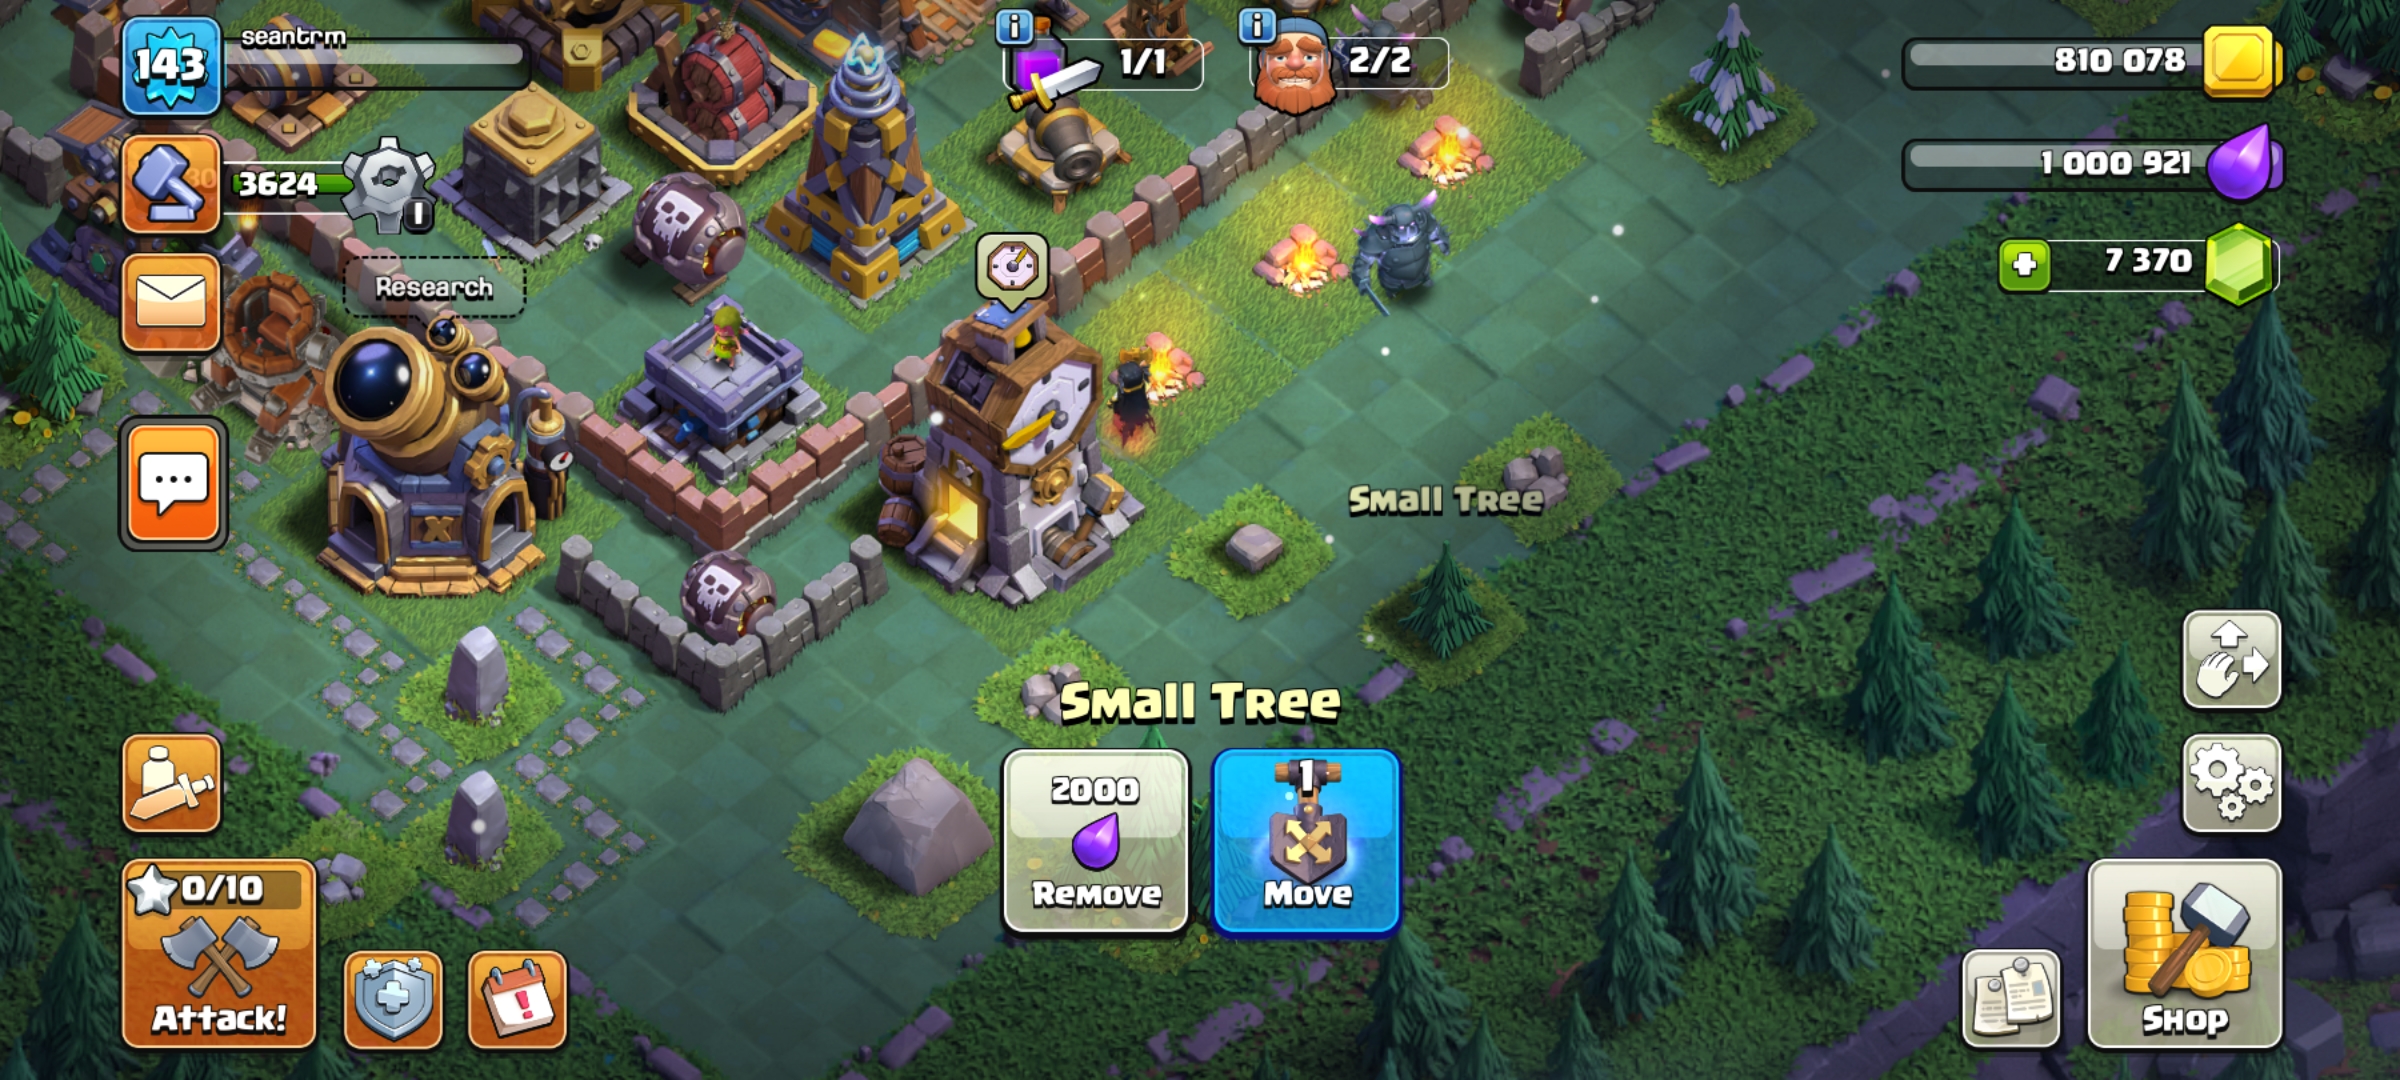 143
seantrm
1/1
2/2
810 078
3624
1
1 000 921
7 370
Research
Small Tree
Small Tree
2000
Remove
1
Move
0/10
Attack!
Shop